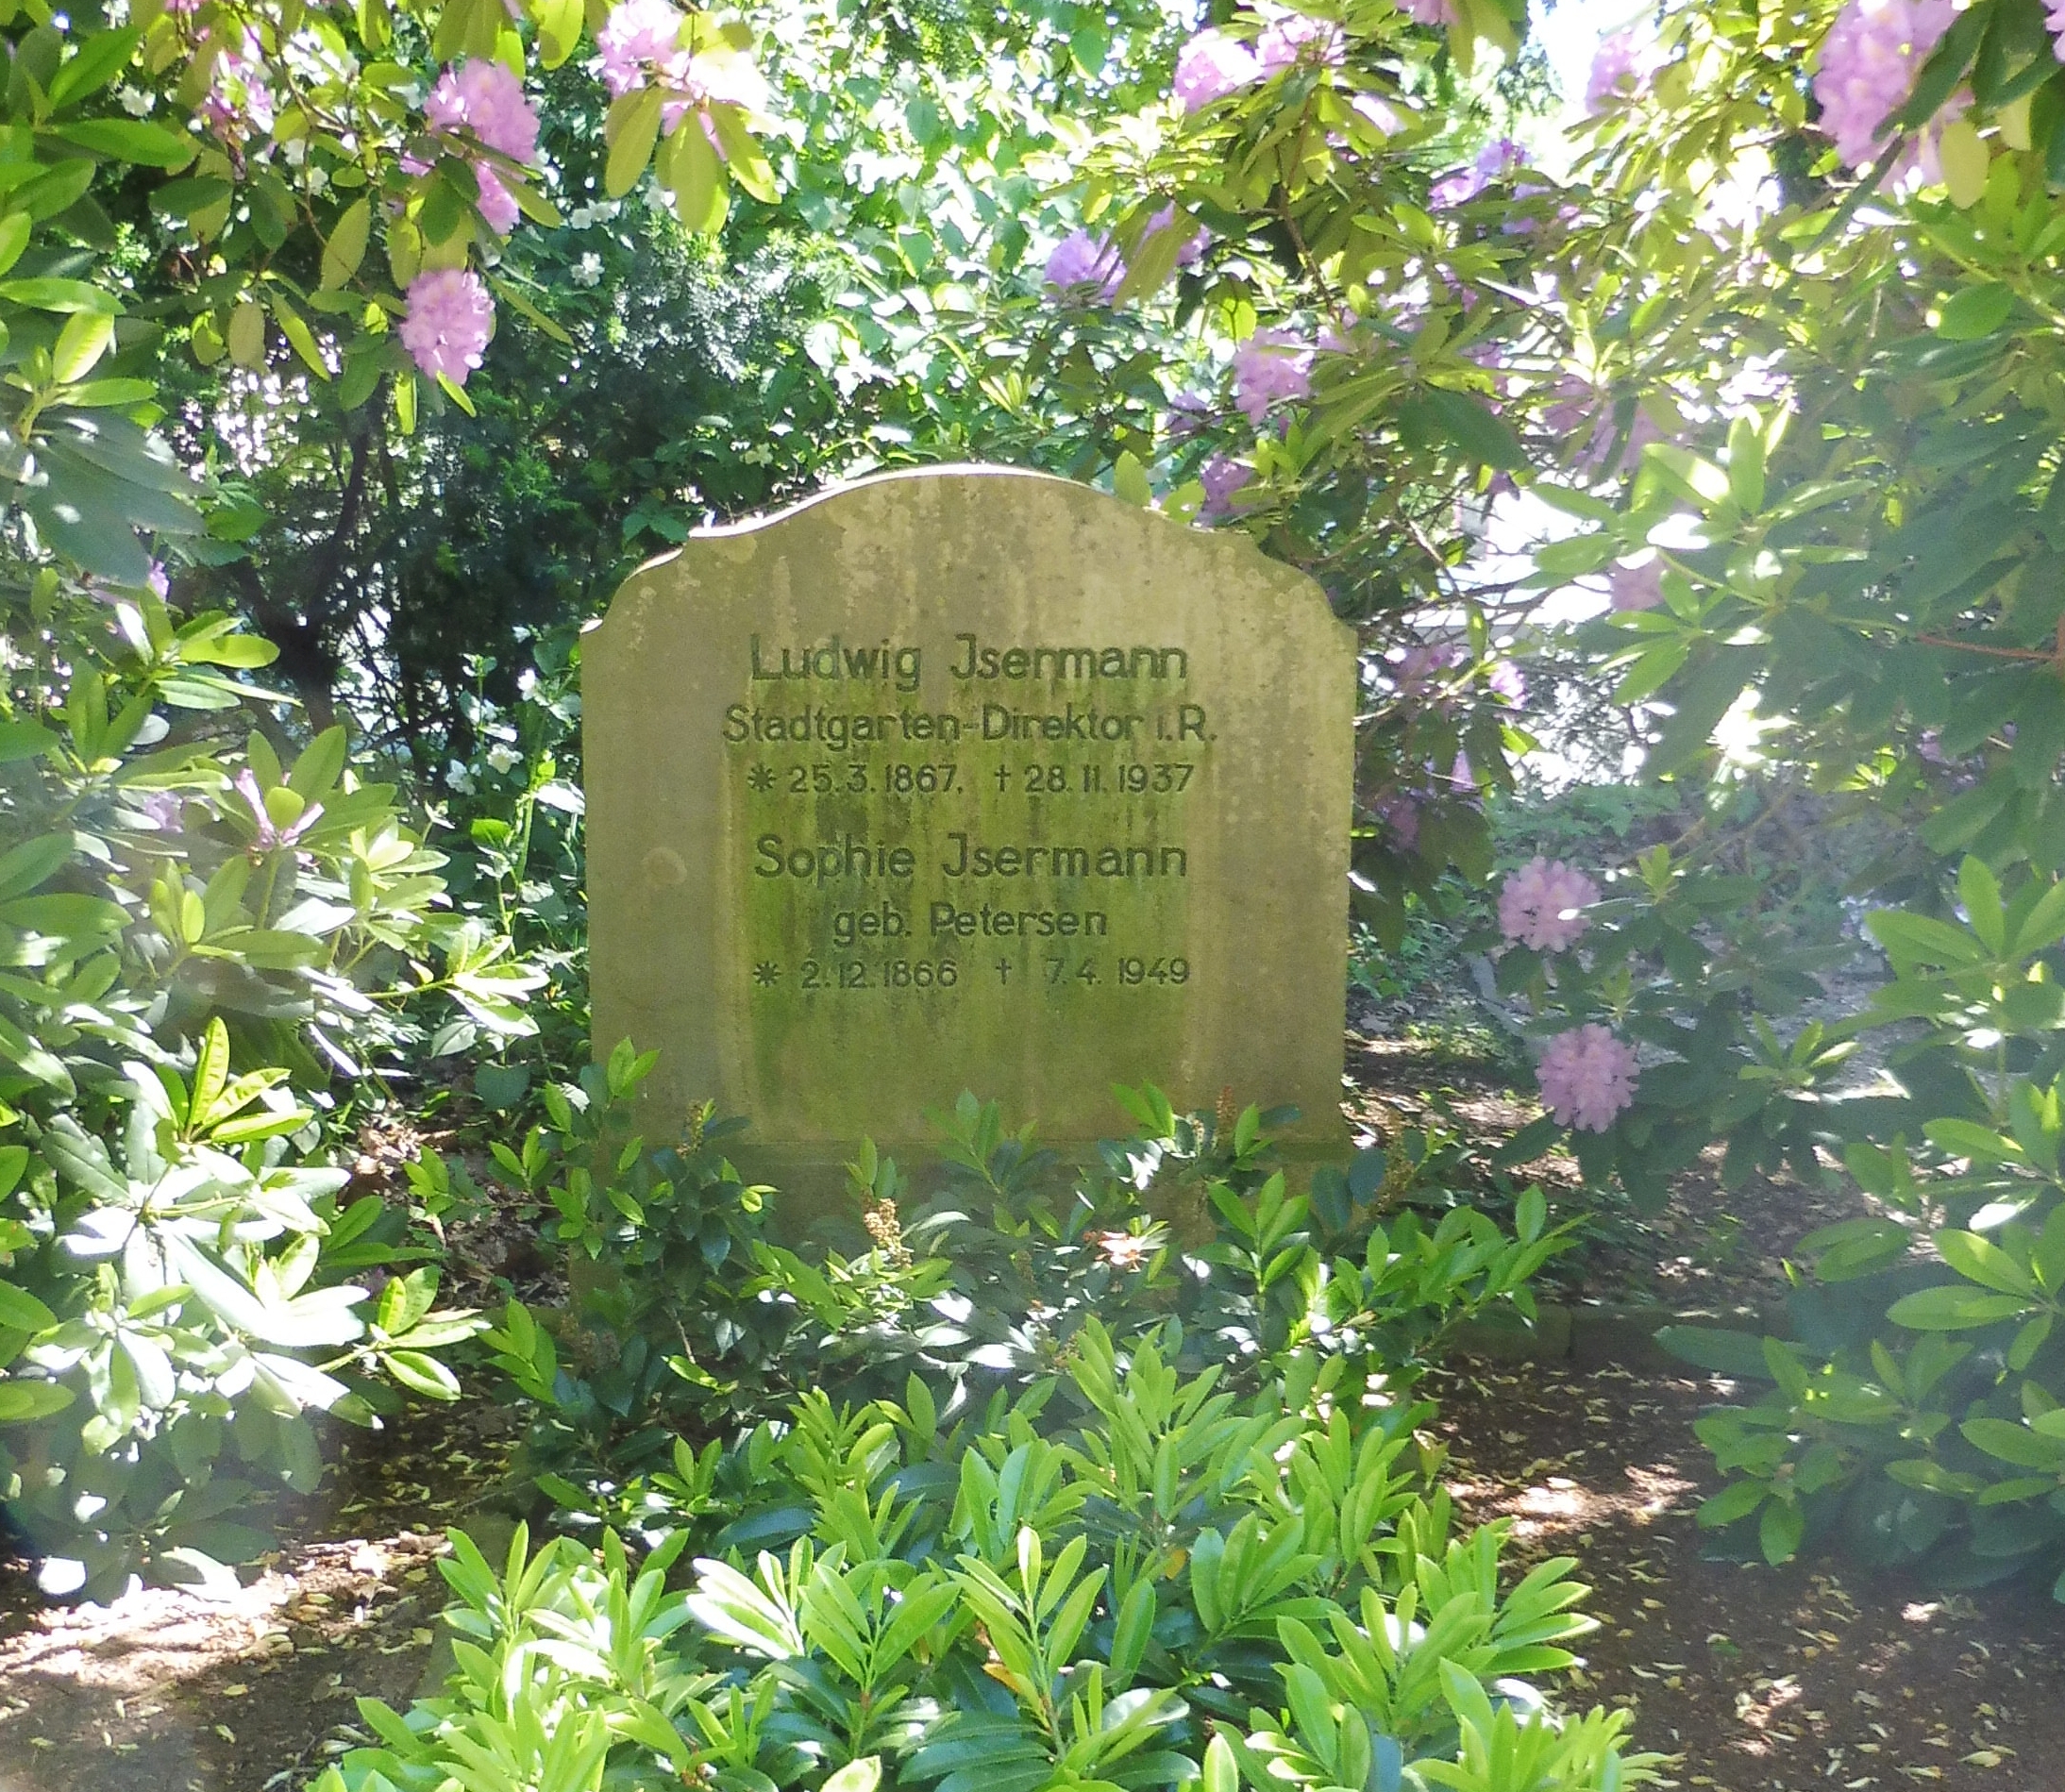 Ludwig Jsermann
Stadtgarten-Direktor i.R.
* 25.3.1867. † 28.11.1937
Sophie Jsermann
geb. Petersen
* 2.12.1866 † 7.4.1949